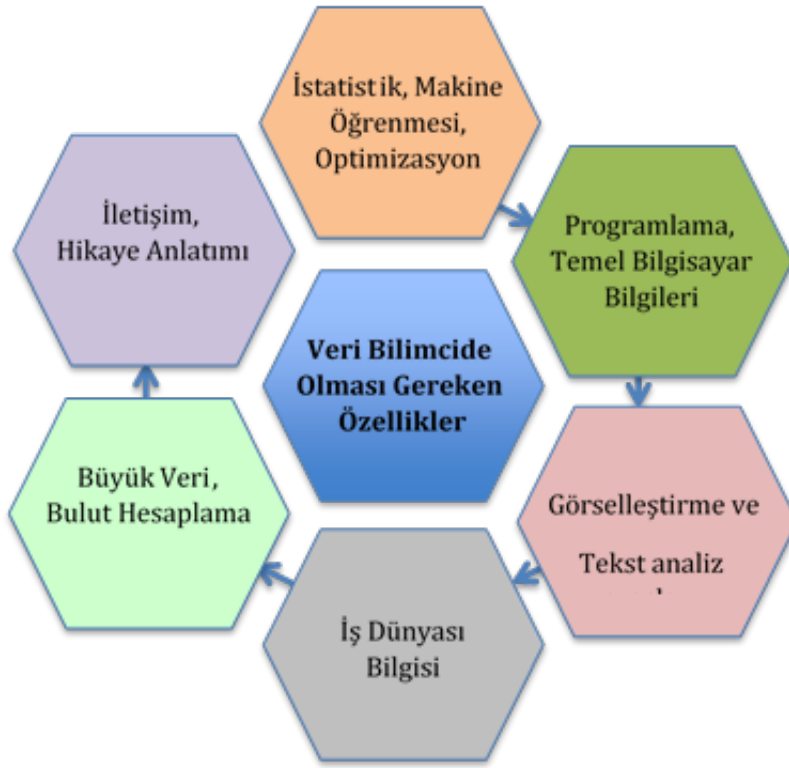 İstatistik, Makine
Öğrenmesi,
Optimizasyon
Programlama,
Temel Bilgisayar
Bilgileri
Görselleştirme ve
Tekst analiz
İş Dünyası
Bilgisi
Büyük Veri,
Bulut Hesaplama
İletişim,
Hikaye Anlatımı
Veri Bilimcide
Olması Gereken
Özellikler